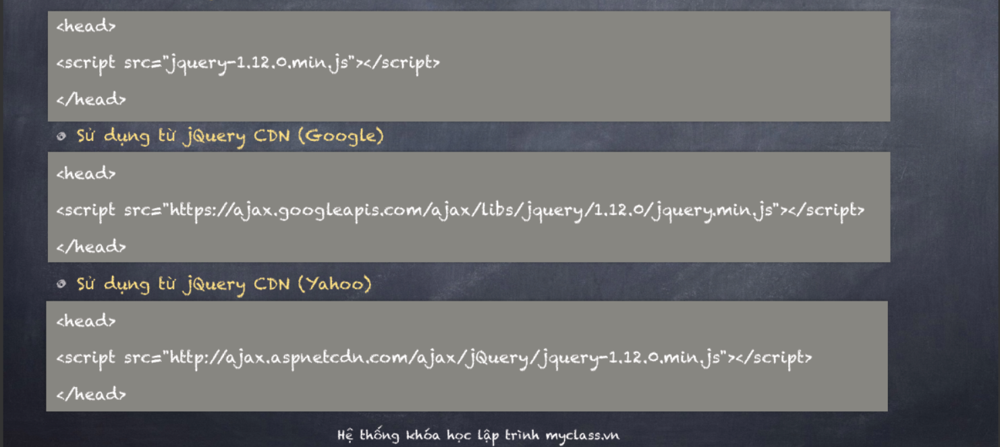 <head>
<script src="jquery-1.12.0.min.js"></script>
</head>
Sử dụng từ jQuery CDN (Google)
<head>
<script src="https://ajax.googleapis.com/ajax/libs/jquery/1.12.0/jquery.min.js"></script>
</head>
Sử dụng từ jQuery CDN (Yahoo)
<head>
<script src="http://ajax.aspnetcdn.com/ajax/jQuery/jquery-1.12.0.min.js"></script>
</head>
Hệ thống khóa học lập trình myclass.vn